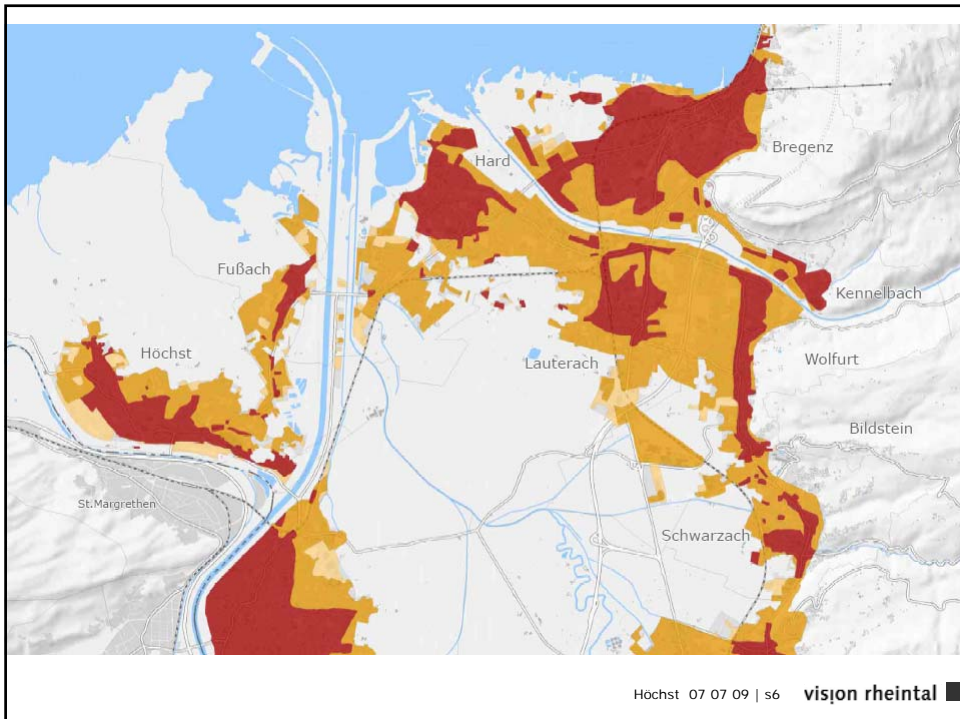 Bregenz
Hard
Fußach
Kennelbach
Höchst
Lauterach
Wolfurt
Bildstein
St.Margrethen
Schwarzach
Höchst 07 07 09 | s6 vision rheintal